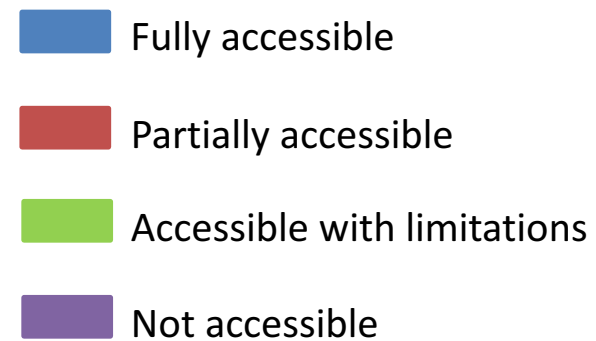 Fully accessible
Partially accessible
Accessible with limitations
Not accessible